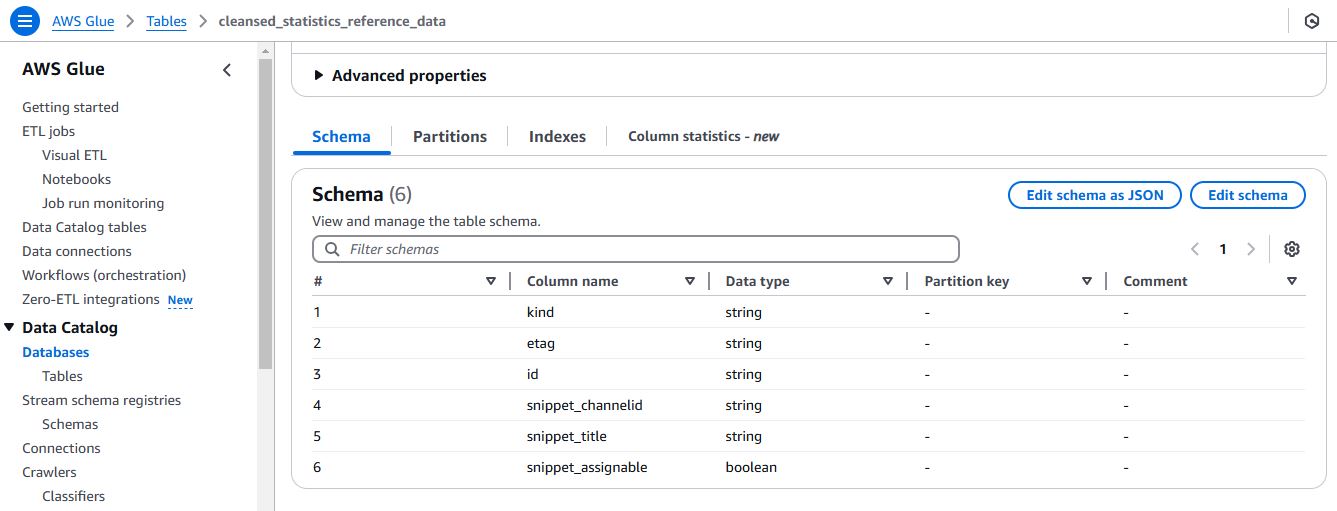 AWS Glue > Tables > cleansed_statistics_reference_data
AWS Glue
Getting started
ETL jobs
Visual ETL
Notebooks
Job run monitoring
Data Catalog tables
Data connections
Workflows (orchestration)
Zero-ETL integrations New
Data Catalog
Databases
Tables
Stream schema registries
Schemas
Connections
Crawlers
Classifiers
Advanced properties
Schema Partitions Indexes Column statistics - new
Schema (6) Edit schema as JSON Edit schema
View and manage the table schema.
Filter schemas 1
# Column name Data type Partition key Comment
1 kind string - -
2 etag string - -
3 id string - -
4 snippet_channelid string - -
5 snippet_title string - -
6 snippet_assignable boolean - -